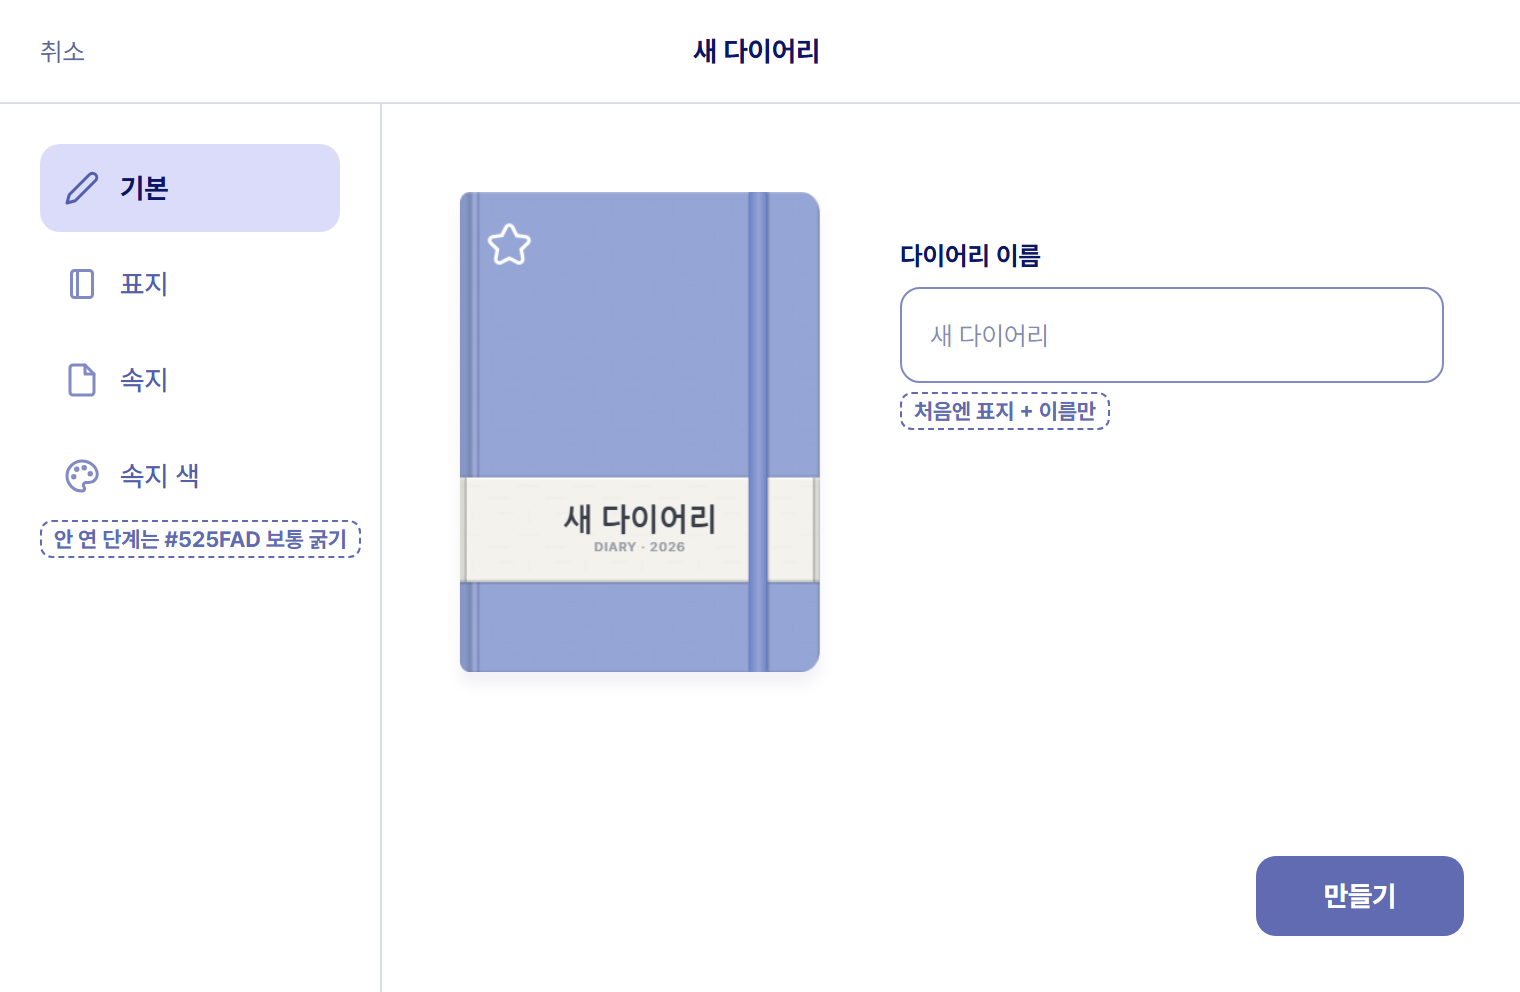 취소
새 다이어리
기본
표지
속지
속지 색
안 연 단계는 #525FAD 보통 굵기
새 다이어리
DIARY · 2026
다이어리 이름
새 다이어리
처음엔 표지 + 이름만
만들기